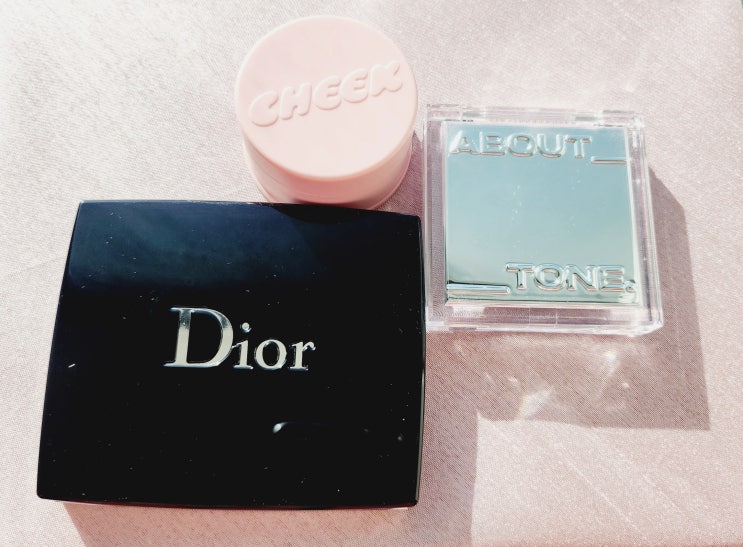 CHEEK
ABOUT_
_TONE.
Dior